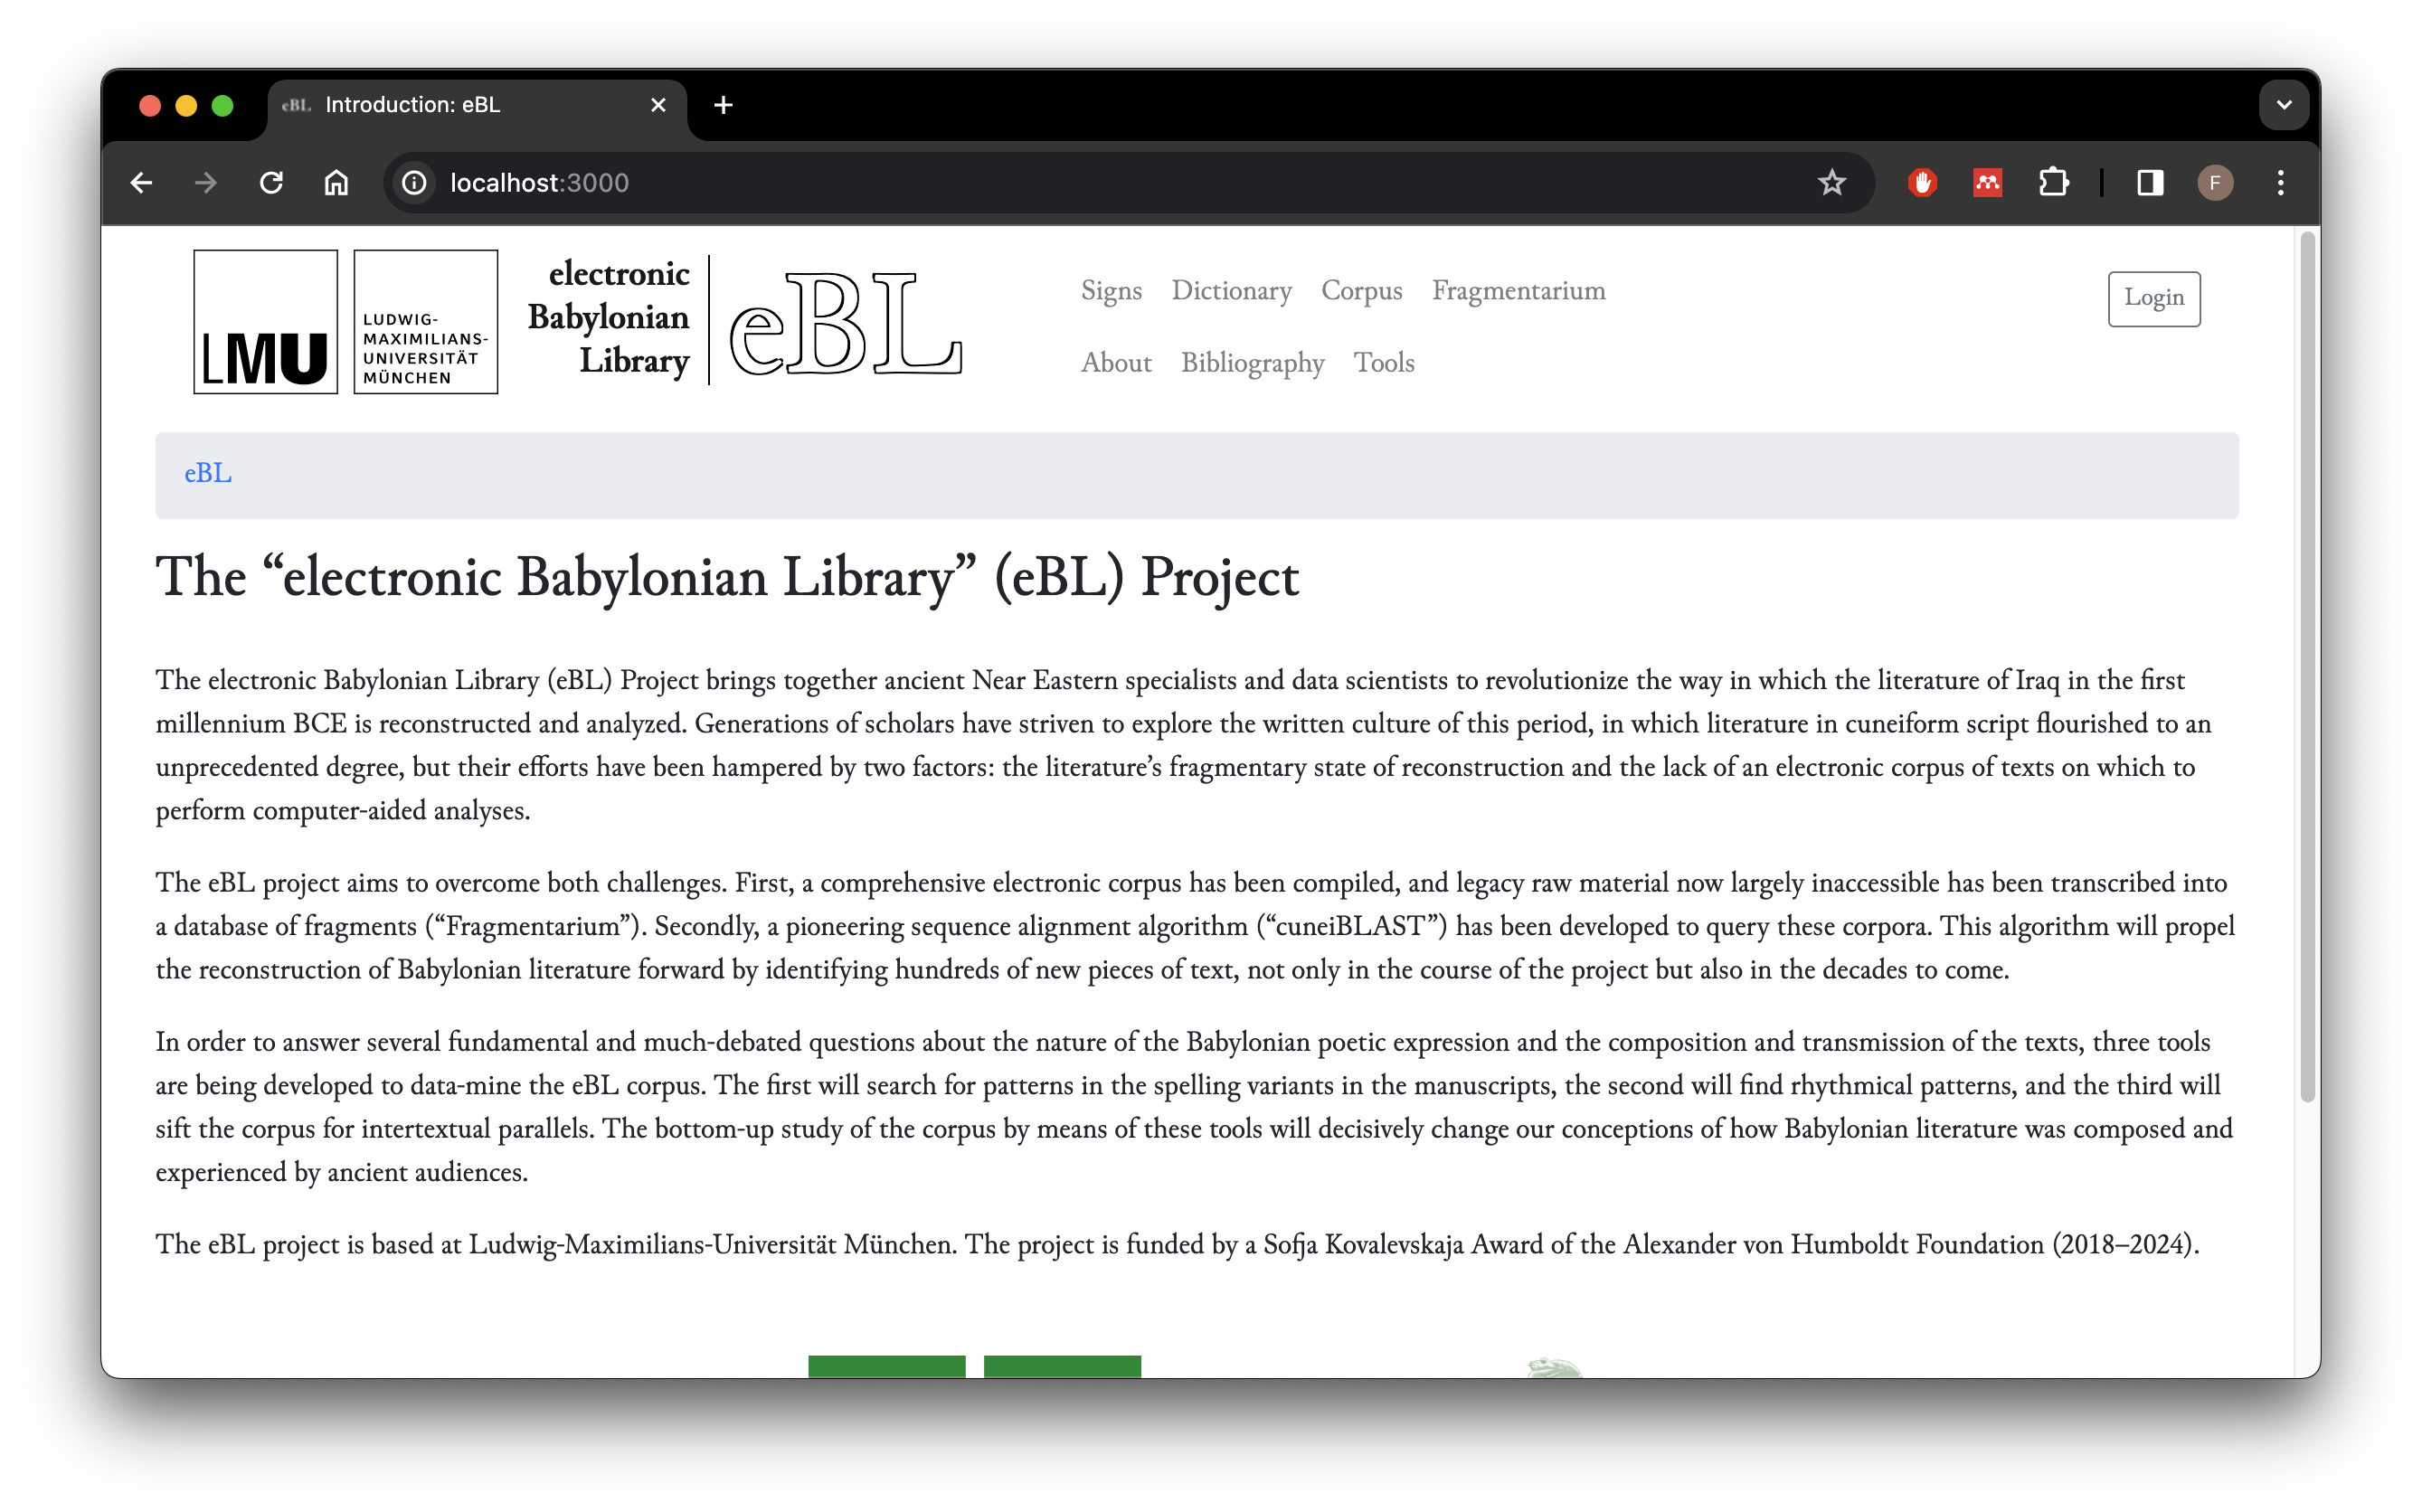 eBL Introduction: eBL
localhost:3000
F
LMU
LUDWIG-
MAXIMILIANS-
UNIVERSITÄT
MÜNCHEN
electronic
Babylonian
Library
eBL
Signs Dictionary Corpus Fragmentarium
About Bibliography Tools
Login
eBL
The “electronic Babylonian Library” (eBL) Project
The electronic Babylonian Library (eBL) Project brings together ancient Near Eastern specialists and data scientists to revolutionize the way in which the literature of Iraq in the first
millennium BCE is reconstructed and analyzed. Generations of scholars have striven to explore the written culture of this period, in which literature in cuneiform script flourished to an
unprecedented degree, but their efforts have been hampered by two factors: the literature’s fragmentary state of reconstruction and the lack of an electronic corpus of texts on which to
perform computer-aided analyses.
The eBL project aims to overcome both challenges. First, a comprehensive electronic corpus has been compiled, and legacy raw material now largely inaccessible has been transcribed into
a database of fragments (“Fragmentarium”). Secondly, a pioneering sequence alignment algorithm (“cuneiBLAST”) has been developed to query these corpora. This algorithm will propel
the reconstruction of Babylonian literature forward by identifying hundreds of new pieces of text, not only in the course of the project but also in the decades to come.
In order to answer several fundamental and much-debated questions about the nature of the Babylonian poetic expression and the composition and transmission of the texts, three tools
are being developed to data-mine the eBL corpus. The first will search for patterns in the spelling variants in the manuscripts, the second will find rhythmical patterns, and the third will
sift the corpus for intertextual parallels. The bottom-up study of the corpus by means of these tools will decisively change our conceptions of how Babylonian literature was composed and
experienced by ancient audiences.
The eBL project is based at Ludwig-Maximilians-Universität München. The project is funded by a Sofja Kovalevskaja Award of the Alexander von Humboldt Foundation (2018–2024).